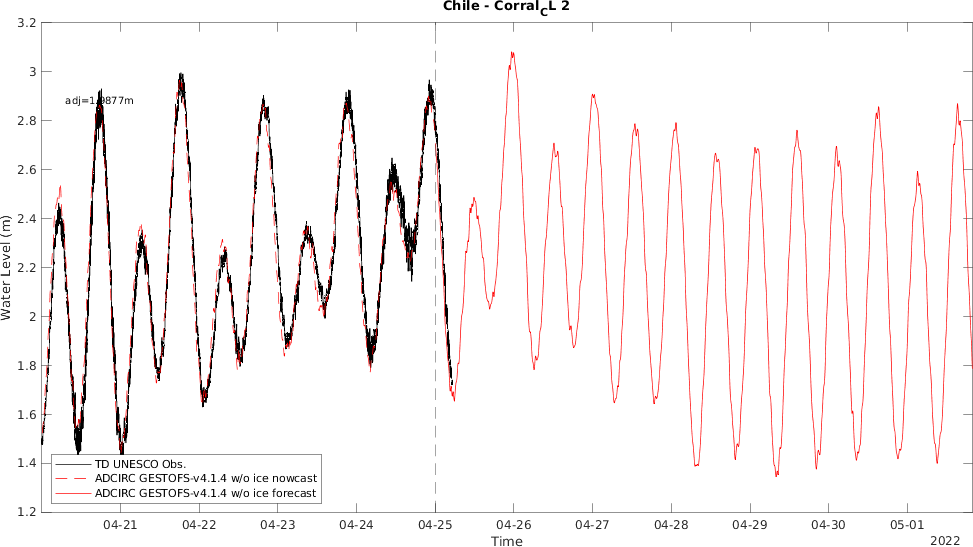 Chile - Corral_CL 2
3.2
3
2.8
2.6
2.4
2.2
2
1.8
1.6
1.4
1.2
Water Level (m)
adj=1.9877m
TD UNESCO Obs.
ADCIRC GESTOFS-v4.1.4 w/o ice nowcast
ADCIRC GESTOFS-v4.1.4 w/o ice forecast
04-21 04-22 04-23 04-24 04-25 04-26 04-27 04-28 04-29 04-30 05-01
Time
2022